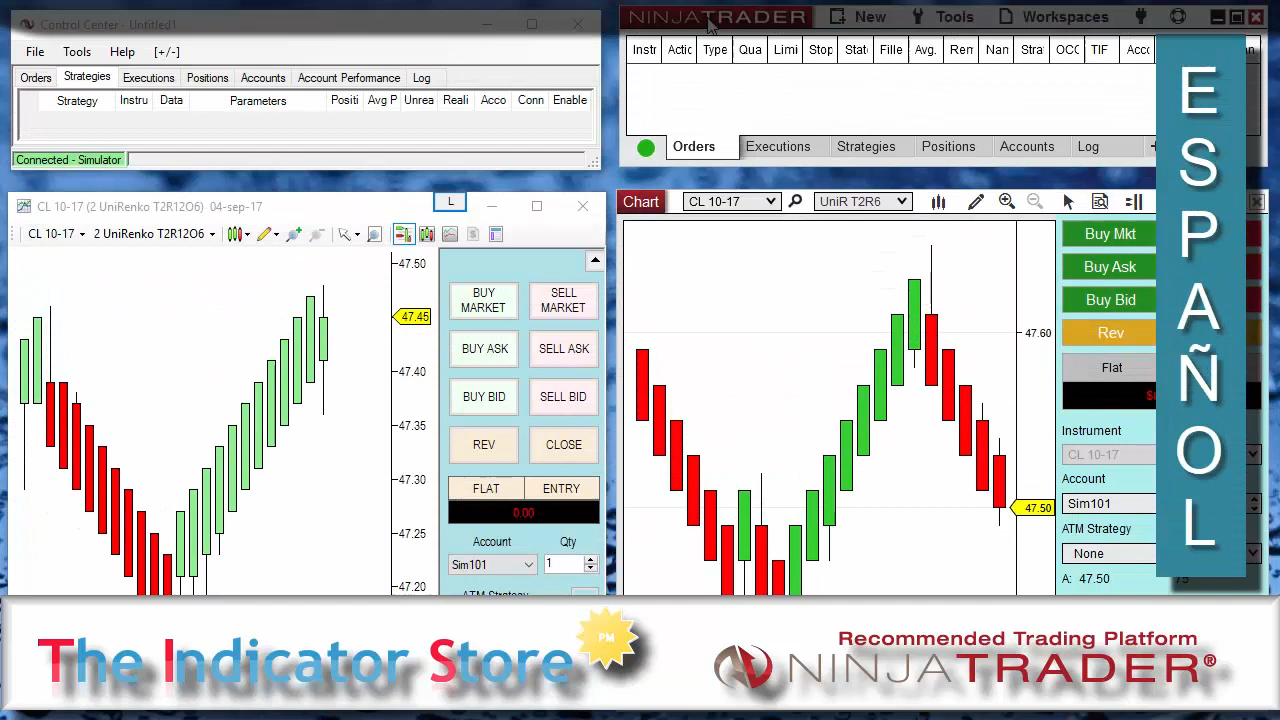 Control Center - Untitled1
File Tools Help [+/-]
Orders Strategies Executions Positions Accounts Account Performance Log
Strategy Instru Data Parameters Positi Avg P Unrea Reali Acco Conn Enable
Connected - Simulator
NINJATRADER New Tools Workspaces
Instr Actic Type Qua Limi Stop Stat Fille Avg. Rem Nan Stra OCC TIF Acco
Orders Executions Strategies Positions Accounts Log +
CL 10-17 (2 UniRenko T2R12O6) 04-sep-17 L
CL 10-17 2 UniRenko T2R12O6
47.50
47.45
47.40
47.35
47.30
47.25
47.20
BUY MARKET
SELL MARKET
BUY ASK
SELL ASK
BUY BID
SELL BID
REV
CLOSE
FLAT
ENTRY
0.00
Account
Qty
Sim101
1
ATM Strategy
Chart CL 10-17 UniR T2R6
47.60
47.50
Buy Mkt
Buy Ask
Buy Bid
Rev
Flat
Instrument
CL 10-17
Account
Sim101
ATM Strategy
None
A: 47.50
75
ESPAÑOL
The Indicator Store
PM
Recommended Trading Platform
NINJATRADER®